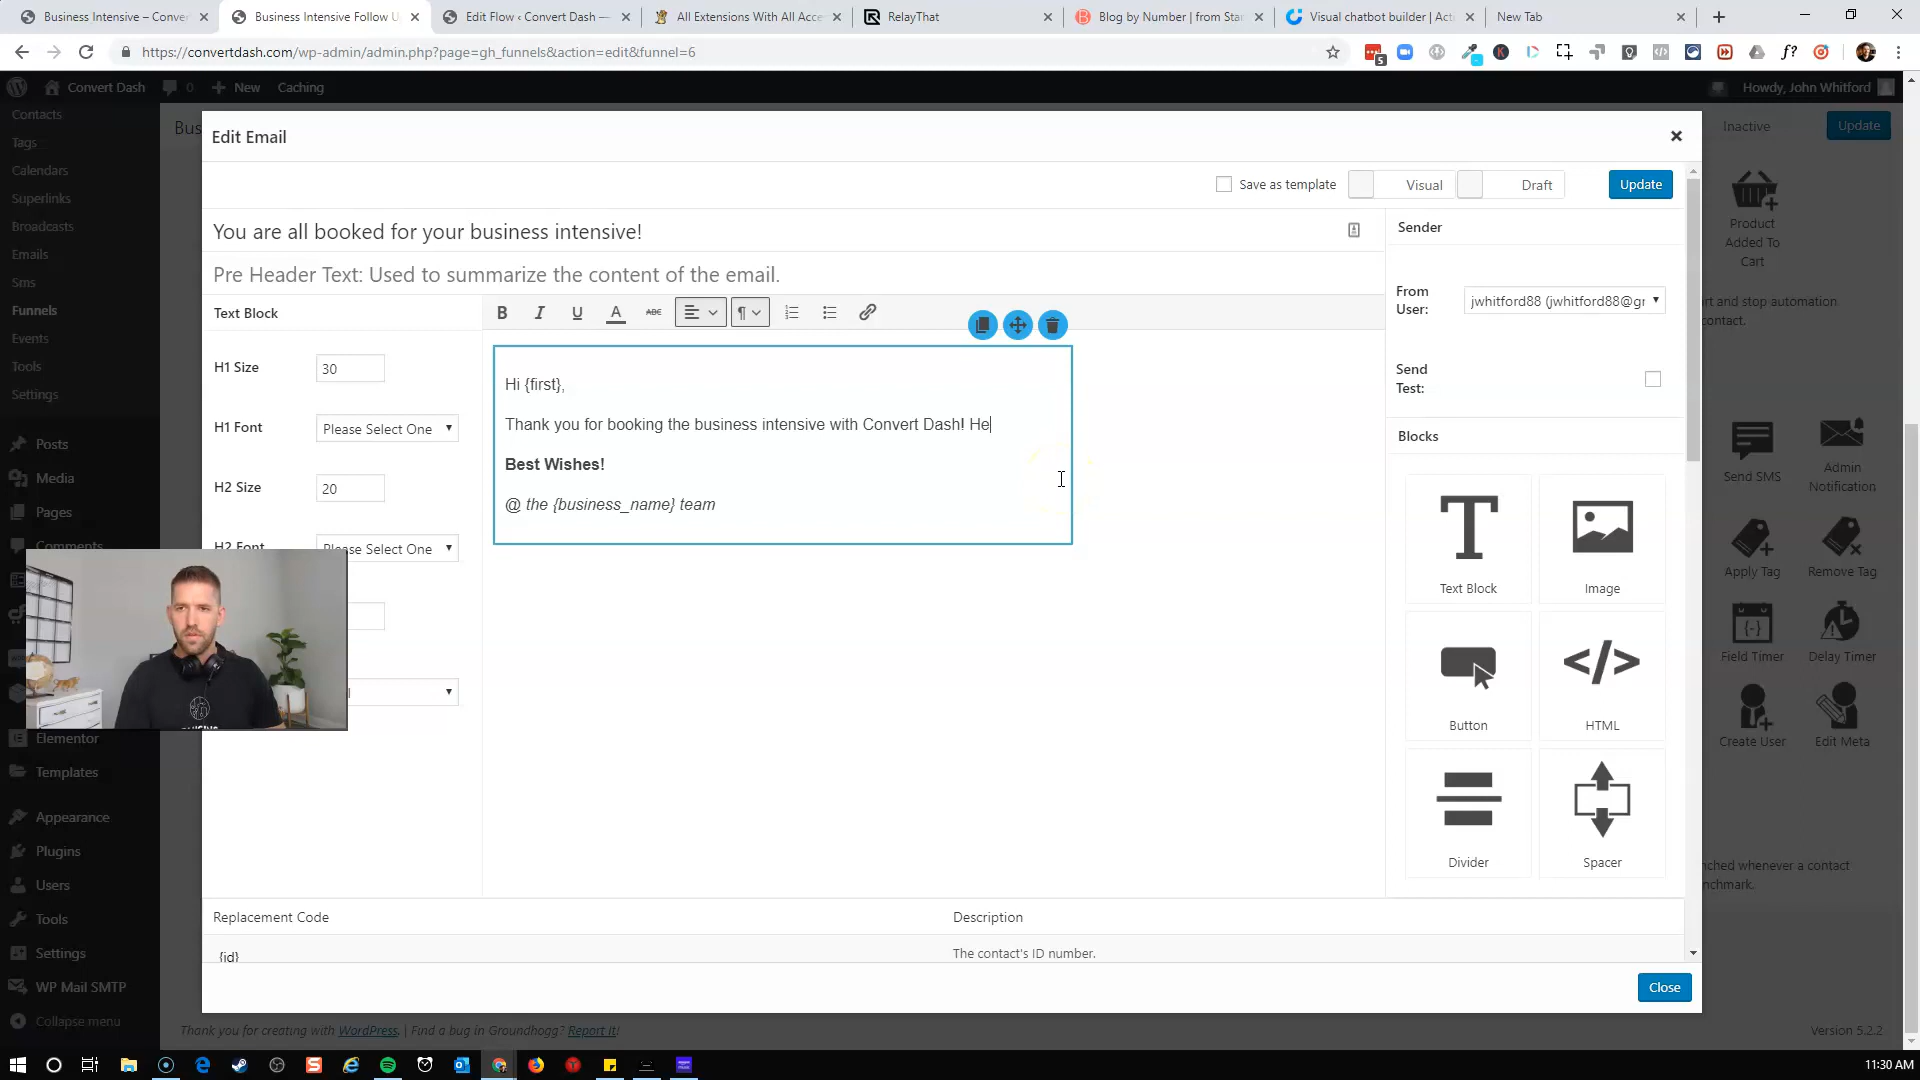 Business Intensive – Conver
Business Intensive Follow U
Edit Flow ‹ Convert Dash —
All Extensions With All Acce
RelayThat
Blog by Number | from Star
Visual chatbot builder | Acti
New Tab
https://convertdash.com/wp-admin/admin.php?page=gh_funnels&action=edit&funnel=6
5
f?
Convert Dash
0
New
Caching
Howdy, John Whitford
Contacts
Tags
Calendars
Superlinks
Broadcasts
Emails
Sms
Funnels
Events
Tools
Settings
Posts
Media
Pages
Comments
Elementor
Templates
Appearance
Plugins
Users
Tools
Settings
WP Mail SMTP
Collapse menu
Bus
Inactive
Update
Edit Email
Save as template
Visual
Draft
Update
You are all booked for your business intensive!
Pre Header Text: Used to summarize the content of the email.
Text Block
B I U A ABC
H1 Size
30
H1 Font
Please Select One
H2 Size
20
H2 Font
Please Select One
Hi {first},
Thank you for booking the business intensive with Convert Dash! He
Best Wishes!
@ the {business_name} team
Sender
From
User:
jwhitford88 (jwhitford88@gr
Send
Test:
Blocks
Text Block
Image
Button
HTML
Divider
Spacer
Replacement Code
Description
{id}
The contact's ID number.
Close
Product
Added To
Cart
ort and stop automation
contact.
Send SMS
Admin
Notification
Apply Tag
Remove Tag
Field Timer
Delay Timer
Create User
Edit Meta
nched whenever a contact
nchmark.
Thank you for creating with WordPress. | Find a bug in Groundhogg? Report It!
Version 5.2.2
11:30 AM